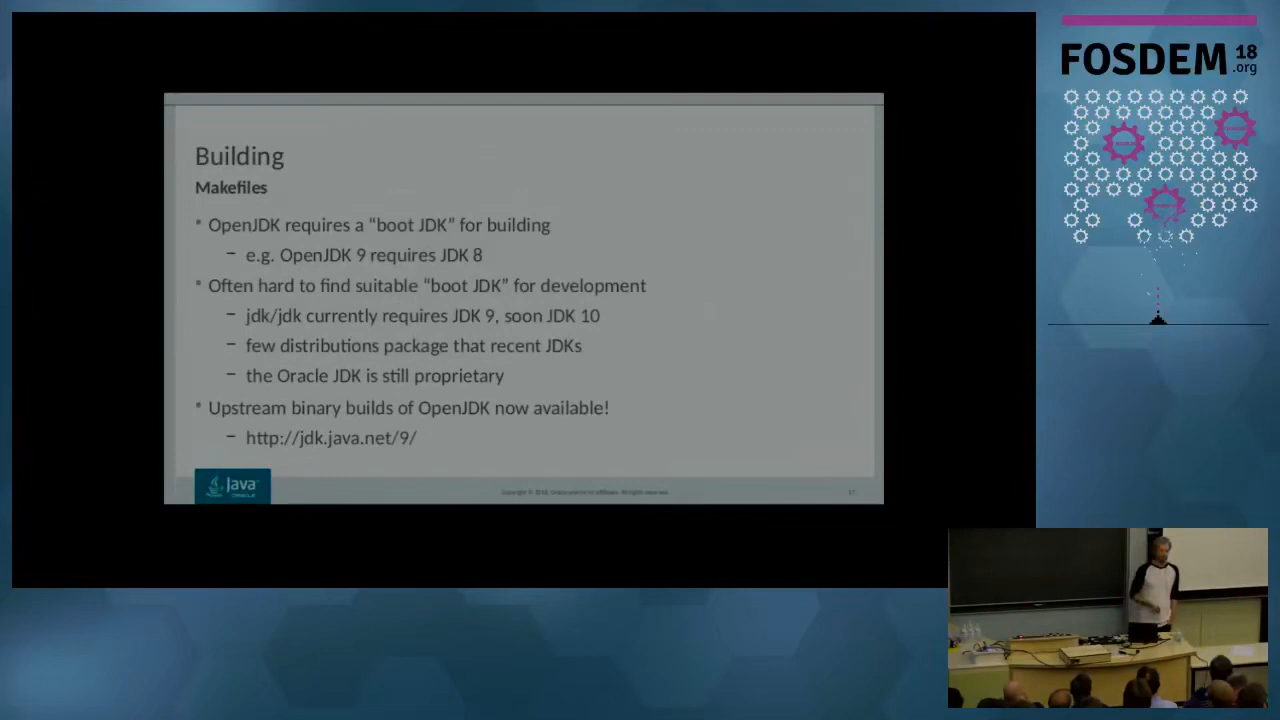 FOSDEM 18
.org
Building
Makefiles
• OpenJDK requires a “boot JDK” for building
– e.g. OpenJDK 9 requires JDK 8
• Often hard to find suitable “boot JDK” for development
– jdk/jdk currently requires JDK 9, soon JDK 10
– few distributions package that recent JDKs
– the Oracle JDK is still proprietary
• Upstream binary builds of OpenJDK now available!
– http://jdk.java.net/9/
Java
ORACLE
17